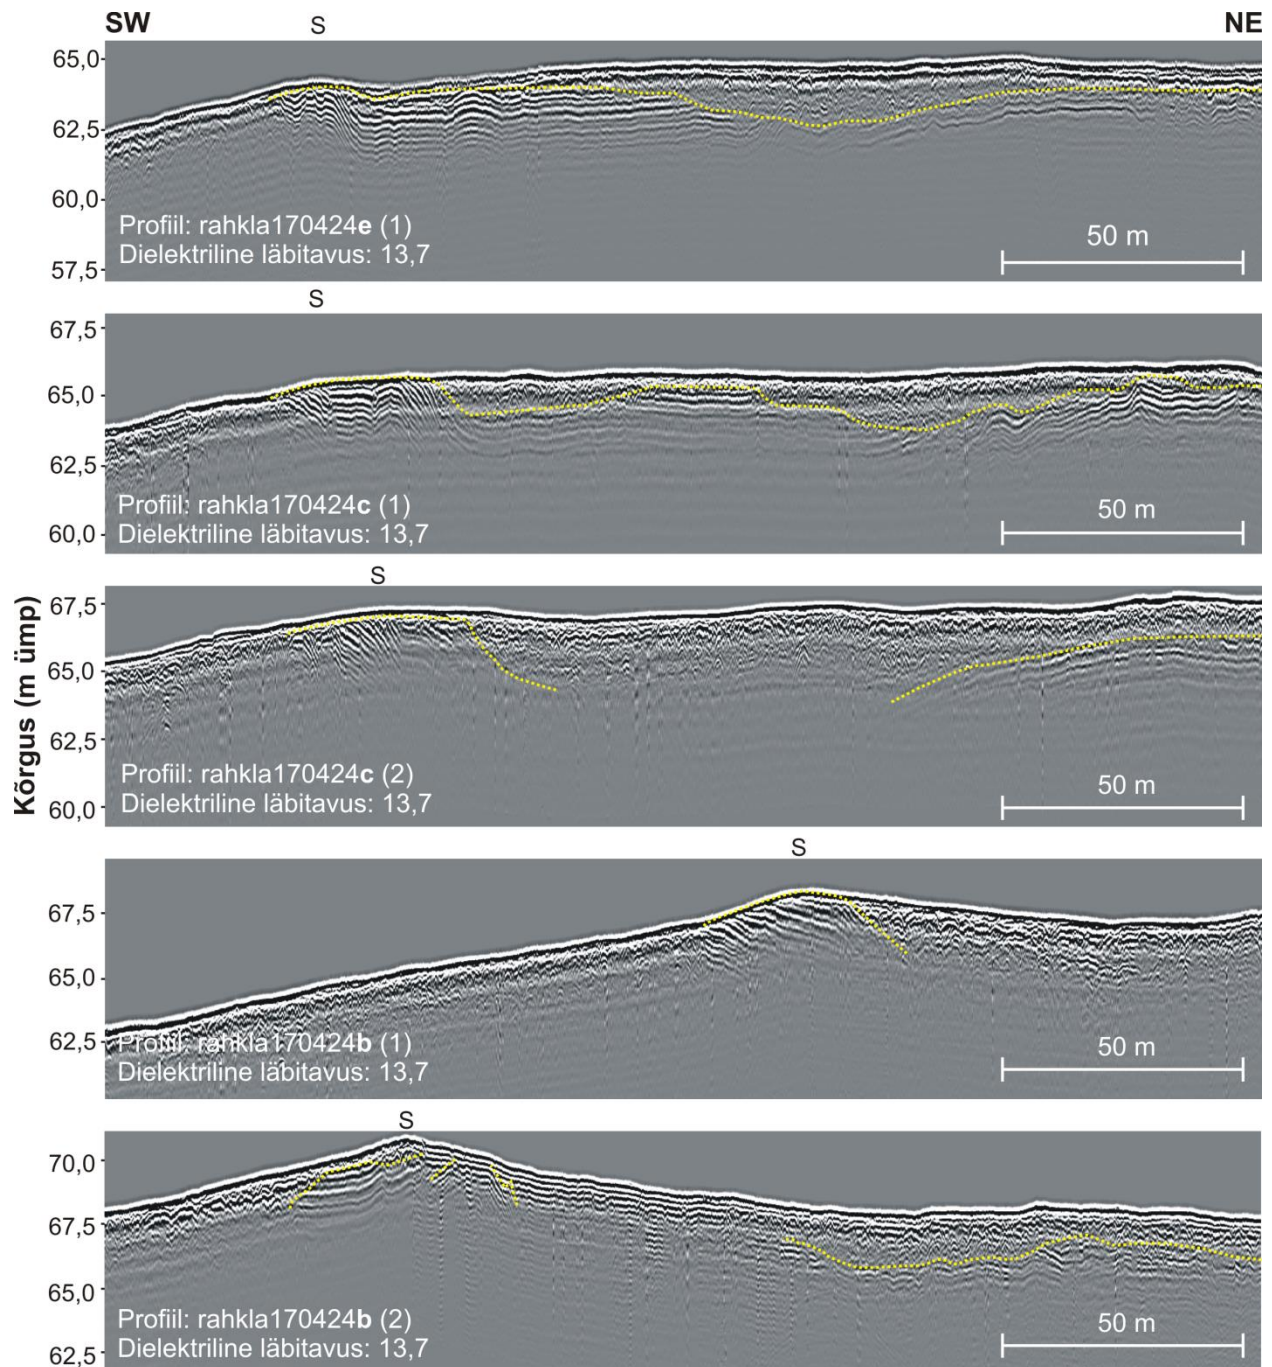 SW S NE
65,0
62,5
60,0
57,5
Profiil: rahkla170424e (1)
Dielektriline läbitavus: 13,7
50 m
S
67,5
65,0
62,5
60,0
Profiil: rahkla170424c (1)
Dielektriline läbitavus: 13,7
50 m
Kõrgus (m ümp)
S
67,5
65,0
62,5
60,0
Profiil: rahkla170424c (2)
Dielektriline läbitavus: 13,7
50 m
S
67,5
65,0
62,5
Profiil: rahkla170424b (1)
Dielektriline läbitavus: 13,7
50 m
S
70,0
67,5
65,0
62,5
Profiil: rahkla170424b (2)
Dielektriline läbitavus: 13,7
50 m